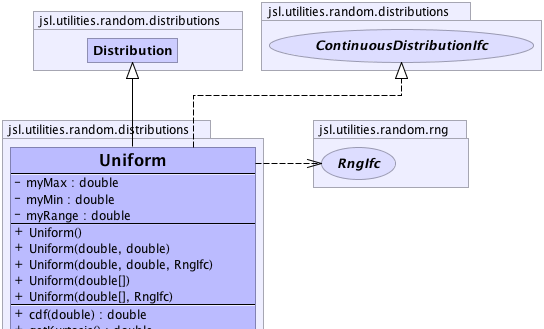 jsl.utilities.random.distributions
Distribution
jsl.utilities.random.distributions
ContinuousDistributionIfc
jsl.utilities.random.distributions
Uniform
- myMax : double
- myMin : double
- myRange : double
+ Uniform()
+ Uniform(double, double)
+ Uniform(double, double, RngIfc)
+ Uniform(double[])
+ Uniform(double[], RngIfc)
+ cdf(double) : double
+ getKurtosis() : double
jsl.utilities.random.rng
RngIfc